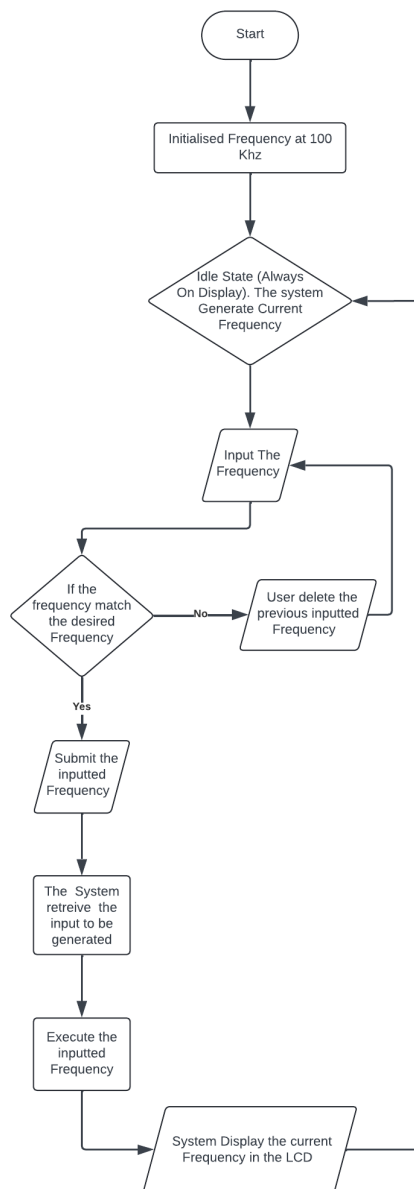 Start
Initialised Frequency at 100
Khz
Idle State (Always
On Display). The system
Generate Current
Frequency
Input The
Frequency
If the
frequency match
the desired
Frequency
No
User delete the
previous inputted
Frequency
Yes
Submit the
inputted
Frequency
The System
retreive the
input to be
generated
Execute the
inputted
Frequency
System Display the current
Frequency in the LCD